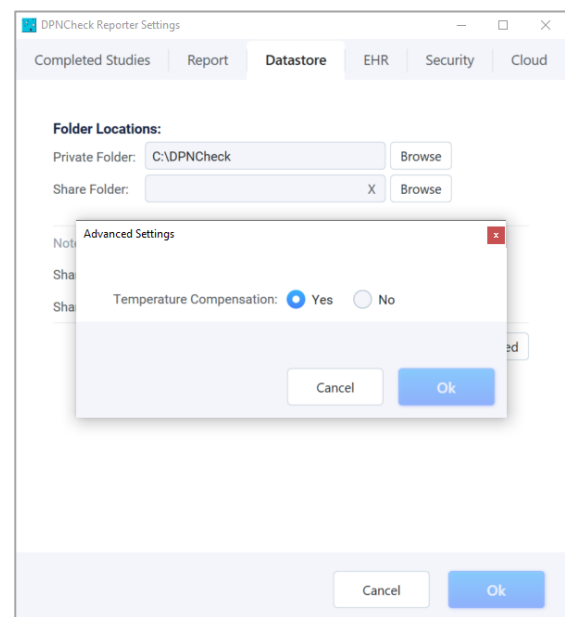 DPNCheck Reporter Settings
Completed Studies Report Datastore EHR Security Cloud
Folder Locations:
Private Folder: C:\DPNCheck Browse
Share Folder: X Browse
Advanced Settings x
Temperature Compensation: Yes No
Cancel Ok
Cancel Ok